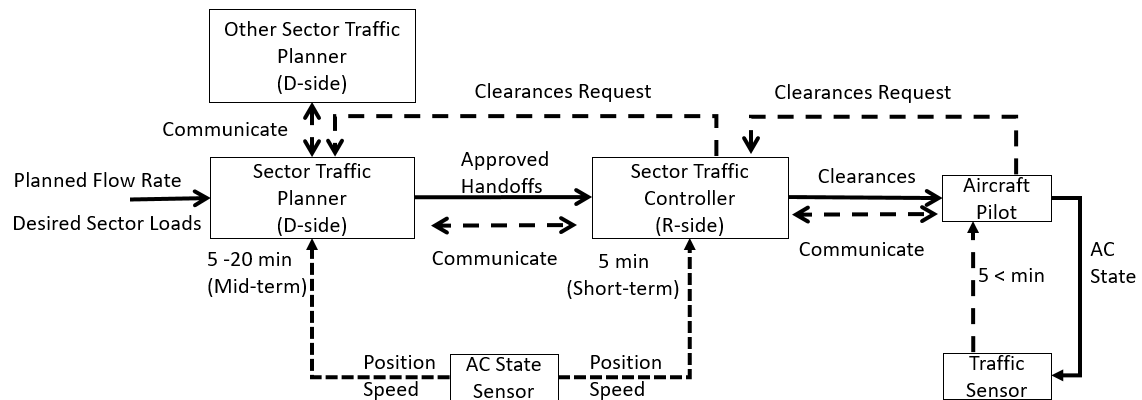 Other Sector Traffic
Planner
(D-side)
Communicate
Clearances Request
Clearances Request
Planned Flow Rate
Desired Sector Loads
Sector Traffic
Planner
(D-side)
Approved
Handoffs
Communicate
Sector Traffic
Controller
(R-side)
Clearances
Communicate
Aircraft
Pilot
5 -20 min
(Mid-term)
5 min
(Short-term)
5 < min
AC
State
Position
Speed
AC State
Sensor
Position
Speed
Traffic
Sensor